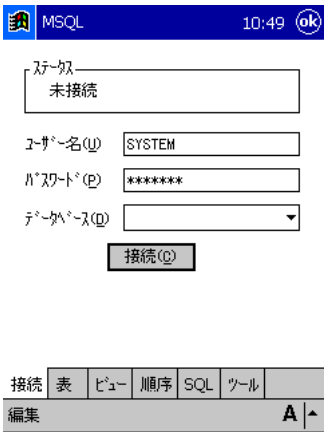 MSQL 10:49 ok
ｽﾃｰﾀｽ
未接続
ﾕｰｻﾞｰ名(U) SYSTEM
ﾊﾟｽﾜｰﾄﾞ(P) *******
ﾃﾞｰﾀﾍﾞｰｽ(D)
接続(C)
接続 表 ﾋﾞｭｰ 順序 SQL ﾂｰﾙ
編集 A